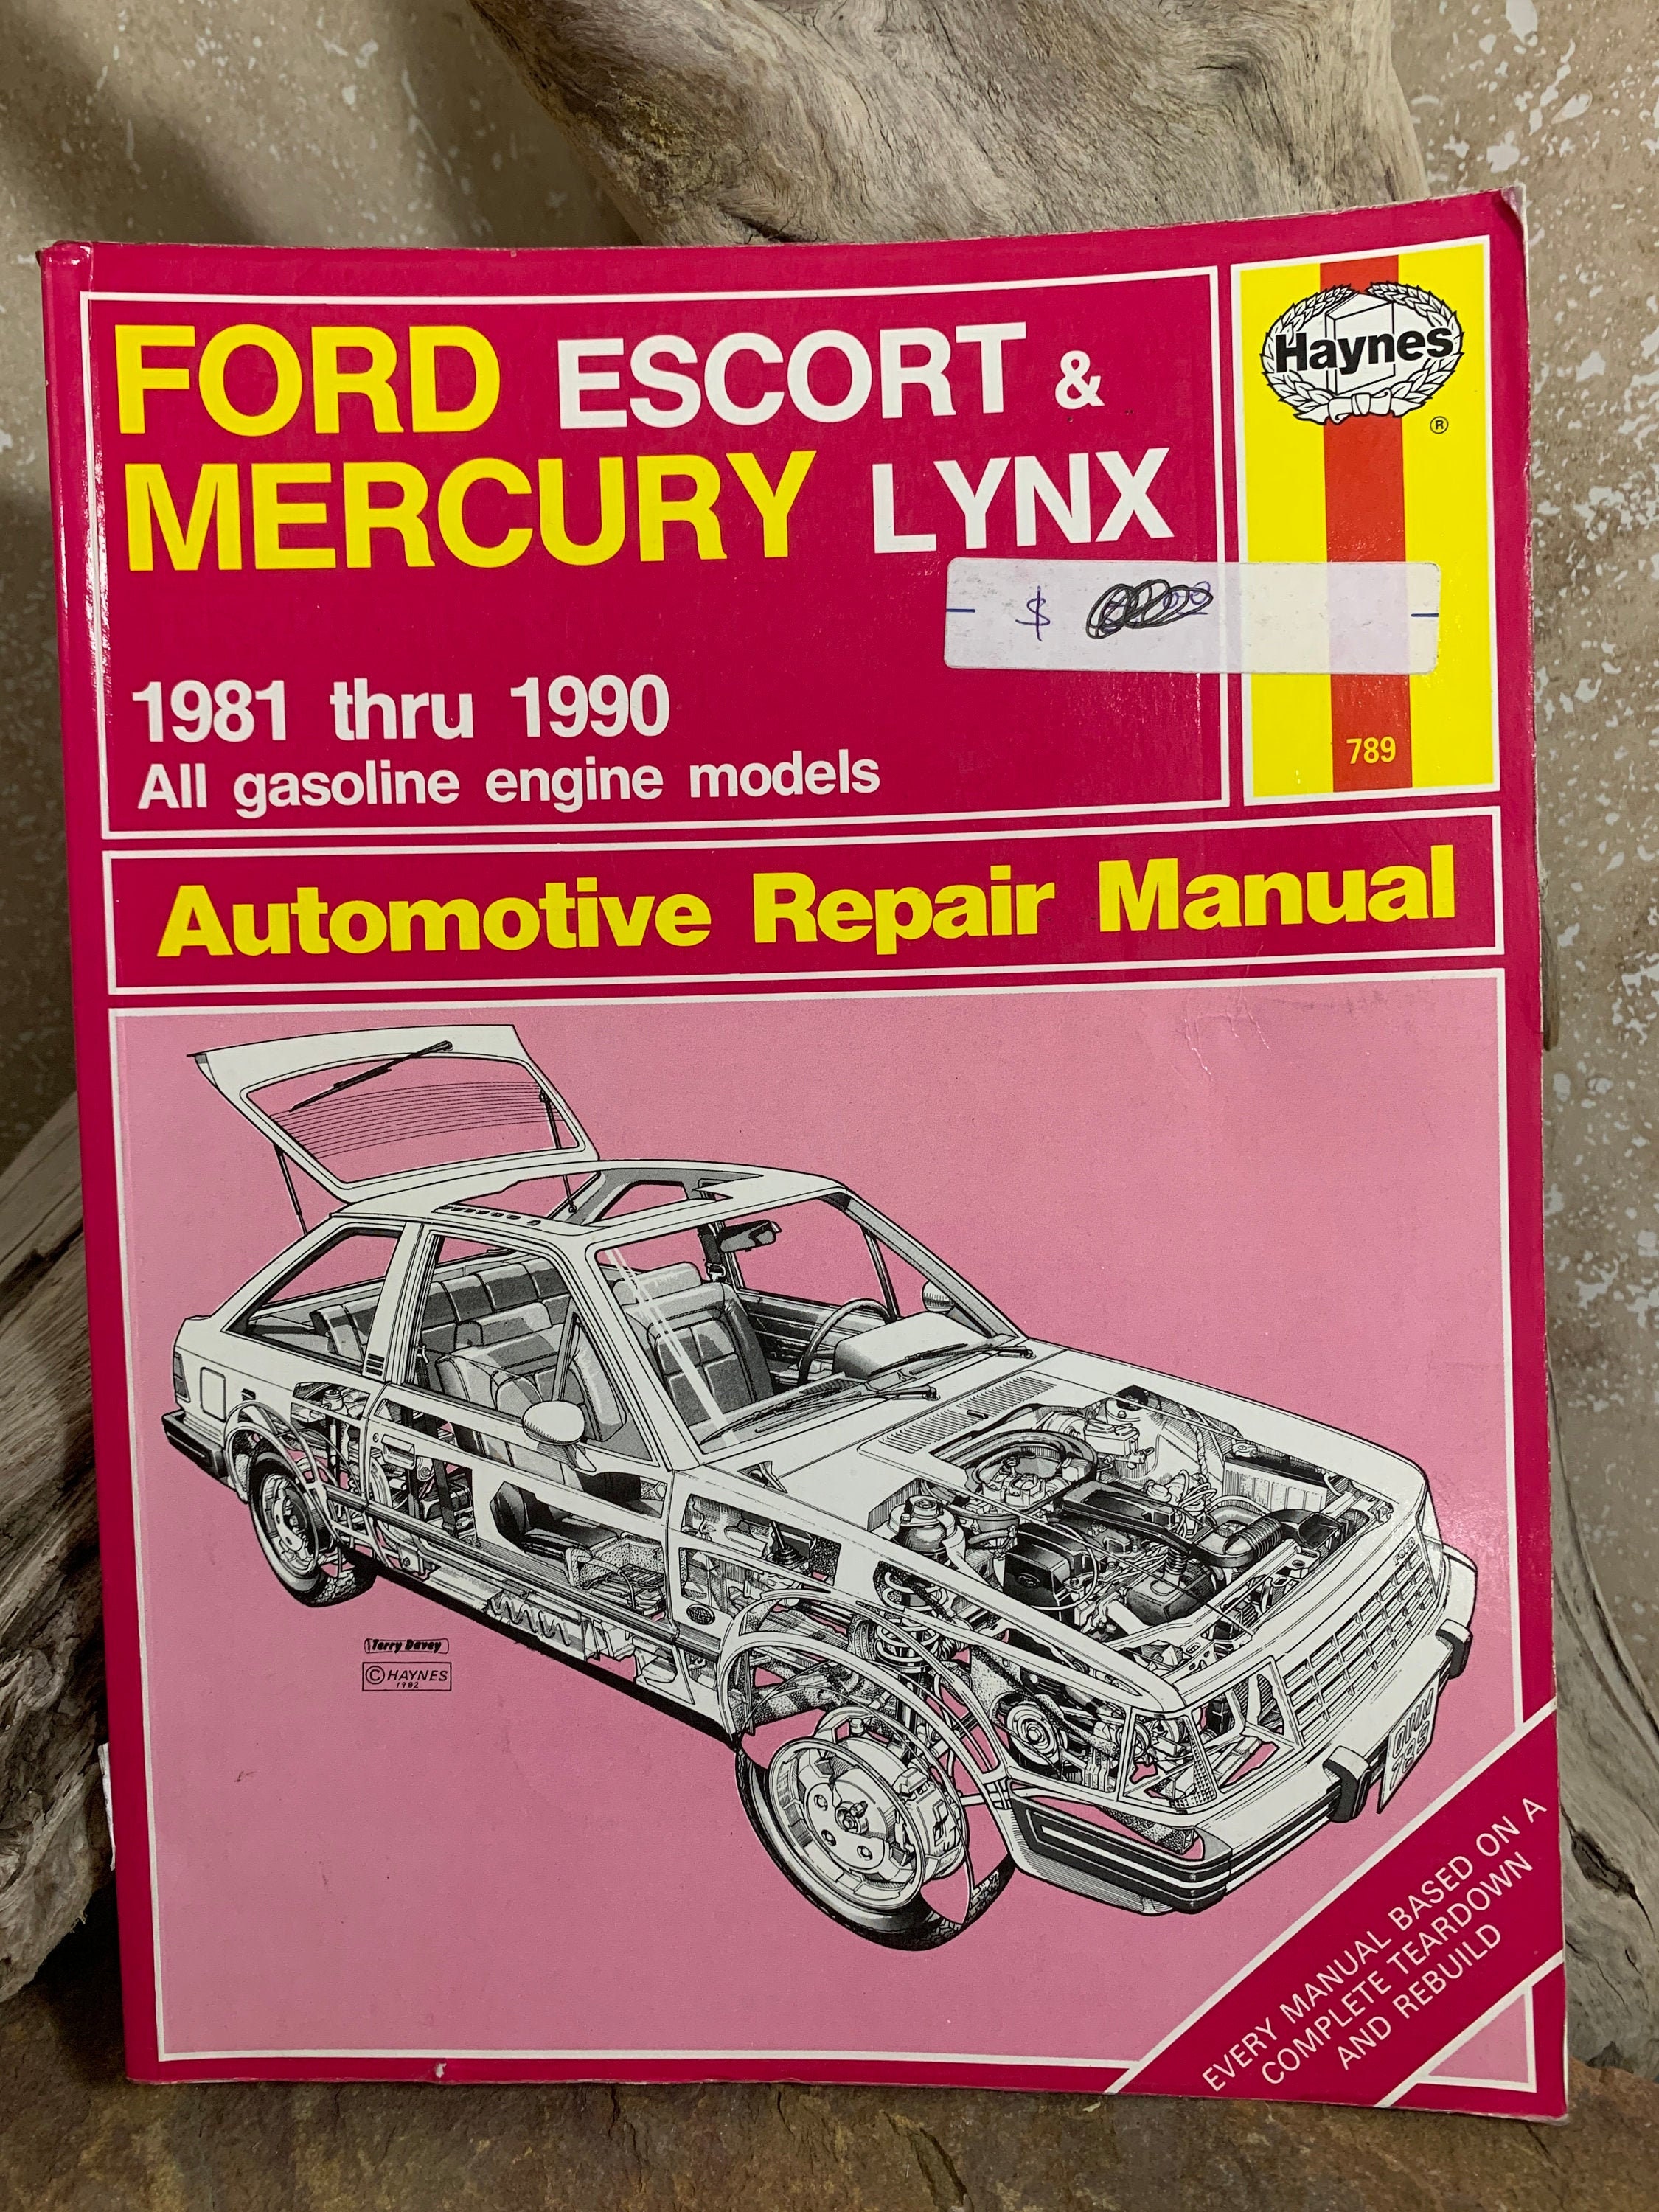 FORD ESCORT &
MERCURY LYNX
Haynes
®
$
1981 thru 1990
All gasoline engine models
789
Automotive Repair Manual
Terry Davey
© HAYNES
1982
EVERY MANUAL BASED ON A
COMPLETE TEARDOWN
AND REBUILD